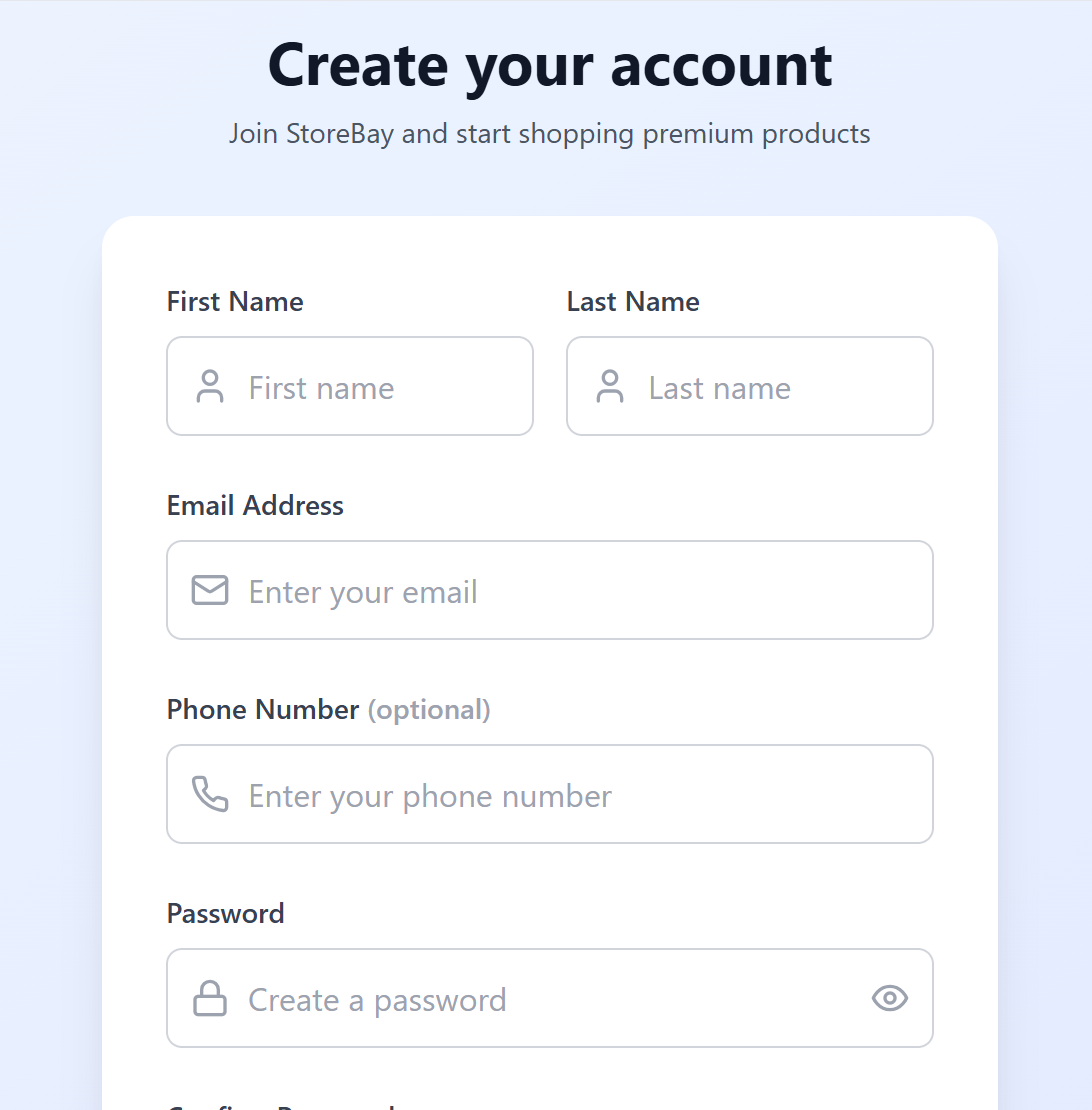 Create your account
Join StoreBay and start shopping premium products
First Name
Last Name
First name
Last name
Email Address
Enter your email
Phone Number (optional)
Enter your phone number
Password
Create a password